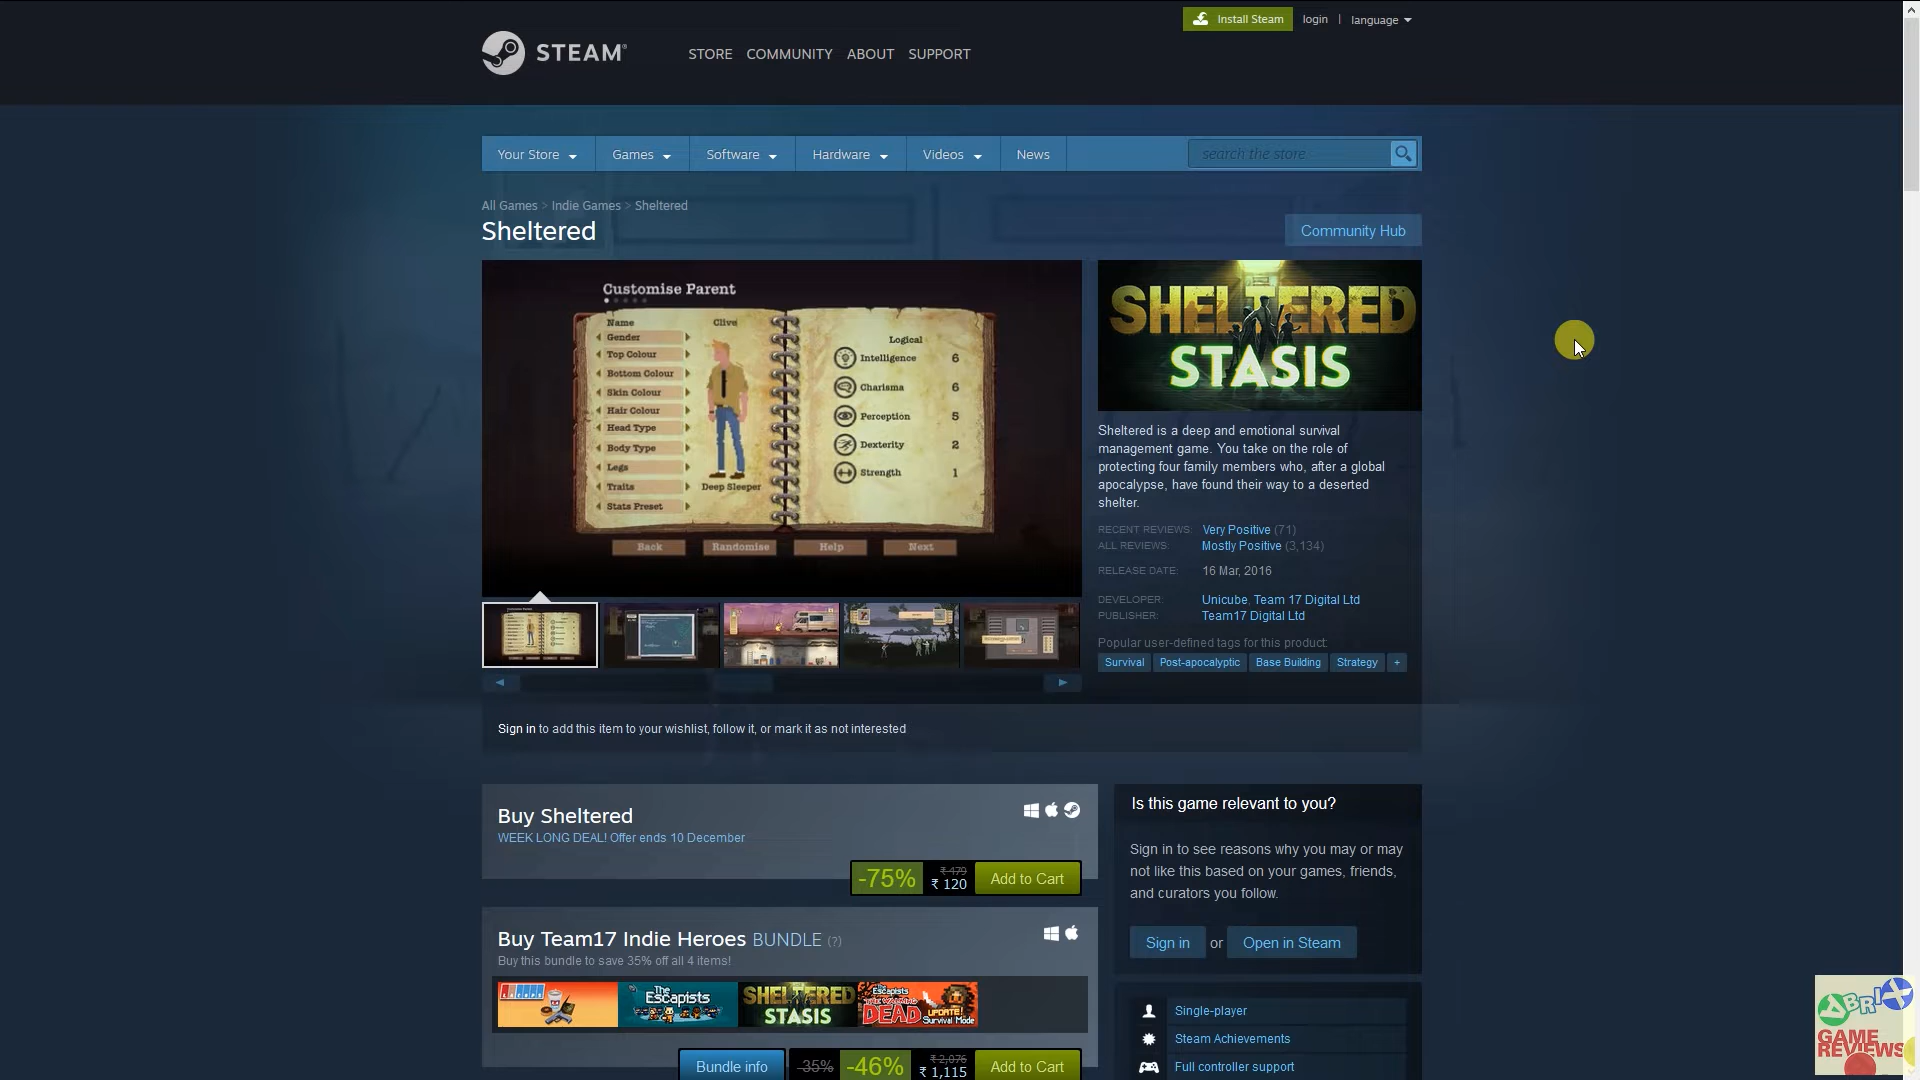 Install Steam
login | language
STEAM
STORE COMMUNITY ABOUT SUPPORT
Your Store Games Software Hardware Videos News
search the store
All Games > Indie Games > Sheltered
Sheltered
Community Hub
Customise Parent
Name Clive
Gender
Top Colour
Bottom Colour
Skin Colour
Hair Colour
Head Type
Body Type
Legs
Traits
Stats Preset
Deep Sleeper
Logical
Intelligence 6
Charisma 6
Perception 5
Dexterity 2
Strength 1
Back Randomise Help Next
SHELTERED
STASIS
Sheltered is a deep and emotional survival
management game. You take on the role of
protecting four family members who, after a global
apocalypse, have found their way to a deserted
shelter.
RECENT REVIEWS: Very Positive (71)
ALL REVIEWS: Mostly Positive (3,134)
RELEASE DATE: 16 Mar, 2016
DEVELOPER: Unicube, Team 17 Digital Ltd
PUBLISHER: Team17 Digital Ltd
Popular user-defined tags for this product:
Survival Post-apocalyptic Base Building Strategy +
Sign in to add this item to your wishlist, follow it, or mark it as not interested
Buy Sheltered
WEEK LONG DEAL! Offer ends 10 December
-75% ₹ 479 ₹ 120 Add to Cart
Buy Team17 Indie Heroes BUNDLE (?)
Buy this bundle to save 35% off all 4 items!
The Escapists
SHELTERED
STASIS
The Escapists
THE WALKING
DEAD
UPDATE!
Survival Mode
Bundle info -35% -46% ₹ 2,076 ₹ 1,115 Add to Cart
Is this game relevant to you?
Sign in to see reasons why you may or may
not like this based on your games, friends,
and curators you follow.
Sign in or Open in Steam
Single-player
Steam Achievements
Full controller support
ABRIX
GAME
REVIEWS